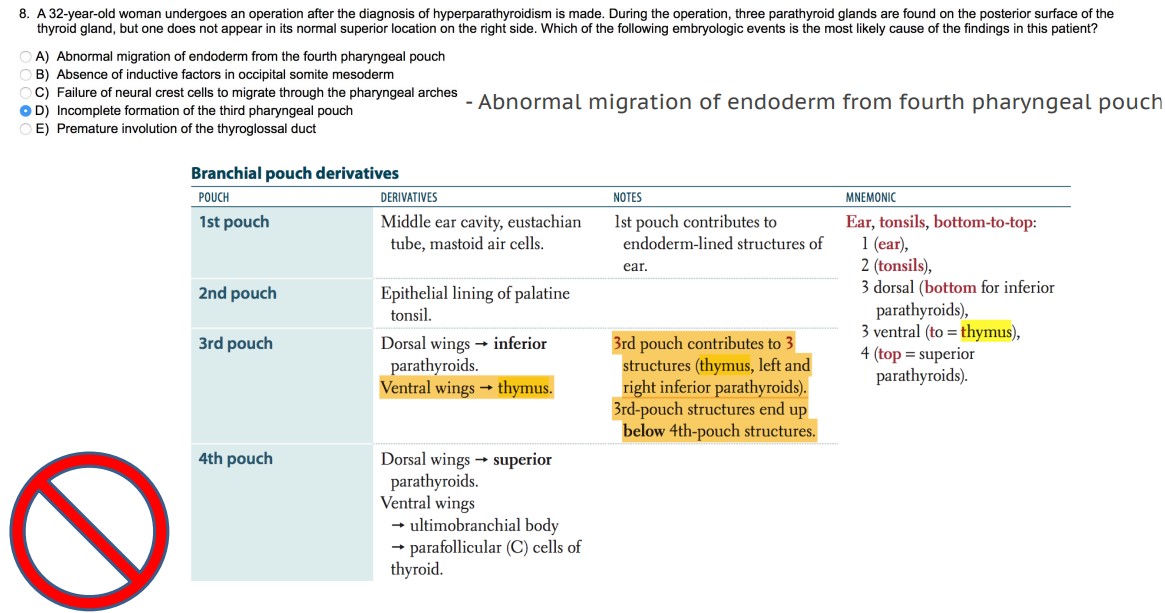 8. A 32-year-old woman undergoes an operation after the diagnosis of hyperparathyroidism is made. During the operation, three parathyroid glands are found on the posterior surface of the
thyroid gland, but one does not appear in its normal superior location on the right side. Which of the following embryologic events is the most likely cause of the findings in this patient?
A) Abnormal migration of endoderm from the fourth pharyngeal pouch
B) Absence of inductive factors in occipital somite mesoderm
C) Failure of neural crest cells to migrate through the pharyngeal arches
D) Incomplete formation of the third pharyngeal pouch
E) Premature involution of the thyroglossal duct
- Abnormal migration of endoderm from fourth pharyngeal pouch
Branchial pouch derivatives
POUCH DERIVATIVES NOTES MNEMONIC
1st pouch
Middle ear cavity, eustachian
tube, mastoid air cells.
1st pouch contributes to
endoderm-lined structures of
ear.
Ear, tonsils, bottom-to-top:
1 (ear),
2 (tonsils),
3 dorsal (bottom for inferior
parathyroids),
3 ventral (to = thymus),
4 (top = superior
parathyroids).
2nd pouch
Epithelial lining of palatine
tonsil.
3rd pouch
Dorsal wings → inferior
parathyroids.
Ventral wings → thymus.
3rd pouch contributes to 3
structures (thymus, left and
right inferior parathyroids).
3rd-pouch structures end up
below 4th-pouch structures.
4th pouch
Dorsal wings → superior
parathyroids.
Ventral wings
→ ultimobranchial body
→ parafollicular (C) cells of
thyroid.